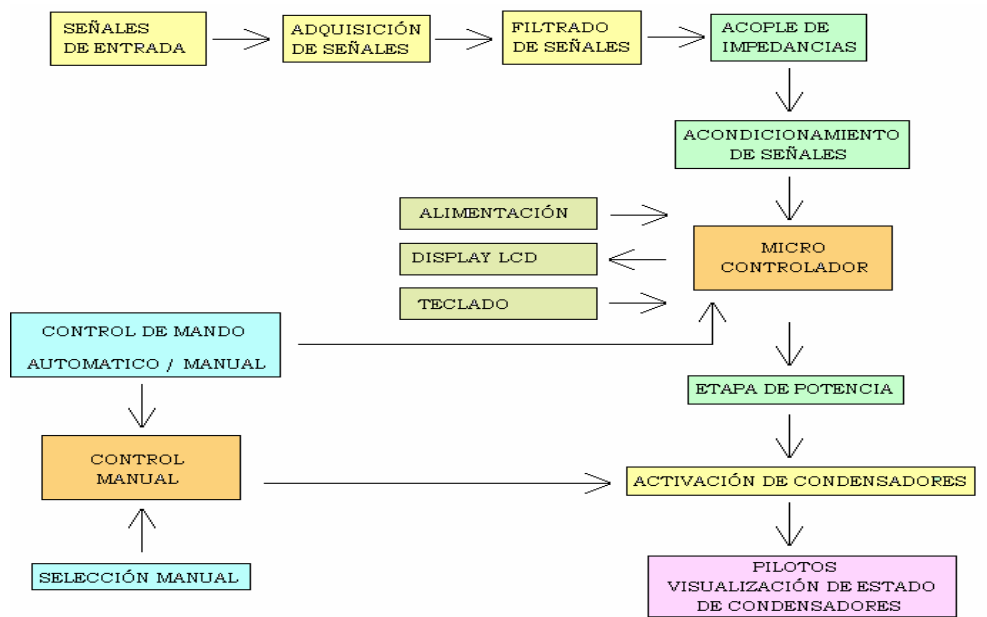 SEÑALES
DE ENTRADA
ADQUISICIÓN
DE SEÑALES
FILTRADO
DE SEÑALES
ACOPLE DE
IMPEDANCIAS
ACONDICIONAMIENTO
DE SEÑALES
ALIMENTACIÓN
DISPLAY LCD
TECLADO
MICRO
CONTROLADOR
CONTROL DE MANDO
AUTOMATICO / MANUAL
ETAPA DE POTENCIA
CONTROL
MANUAL
ACTIVACIÓN DE CONDENSADORES
SELECCIÓN MANUAL
PILOTOS
VISUALIZACIÓN DE ESTADO
DE CONDENSADORES